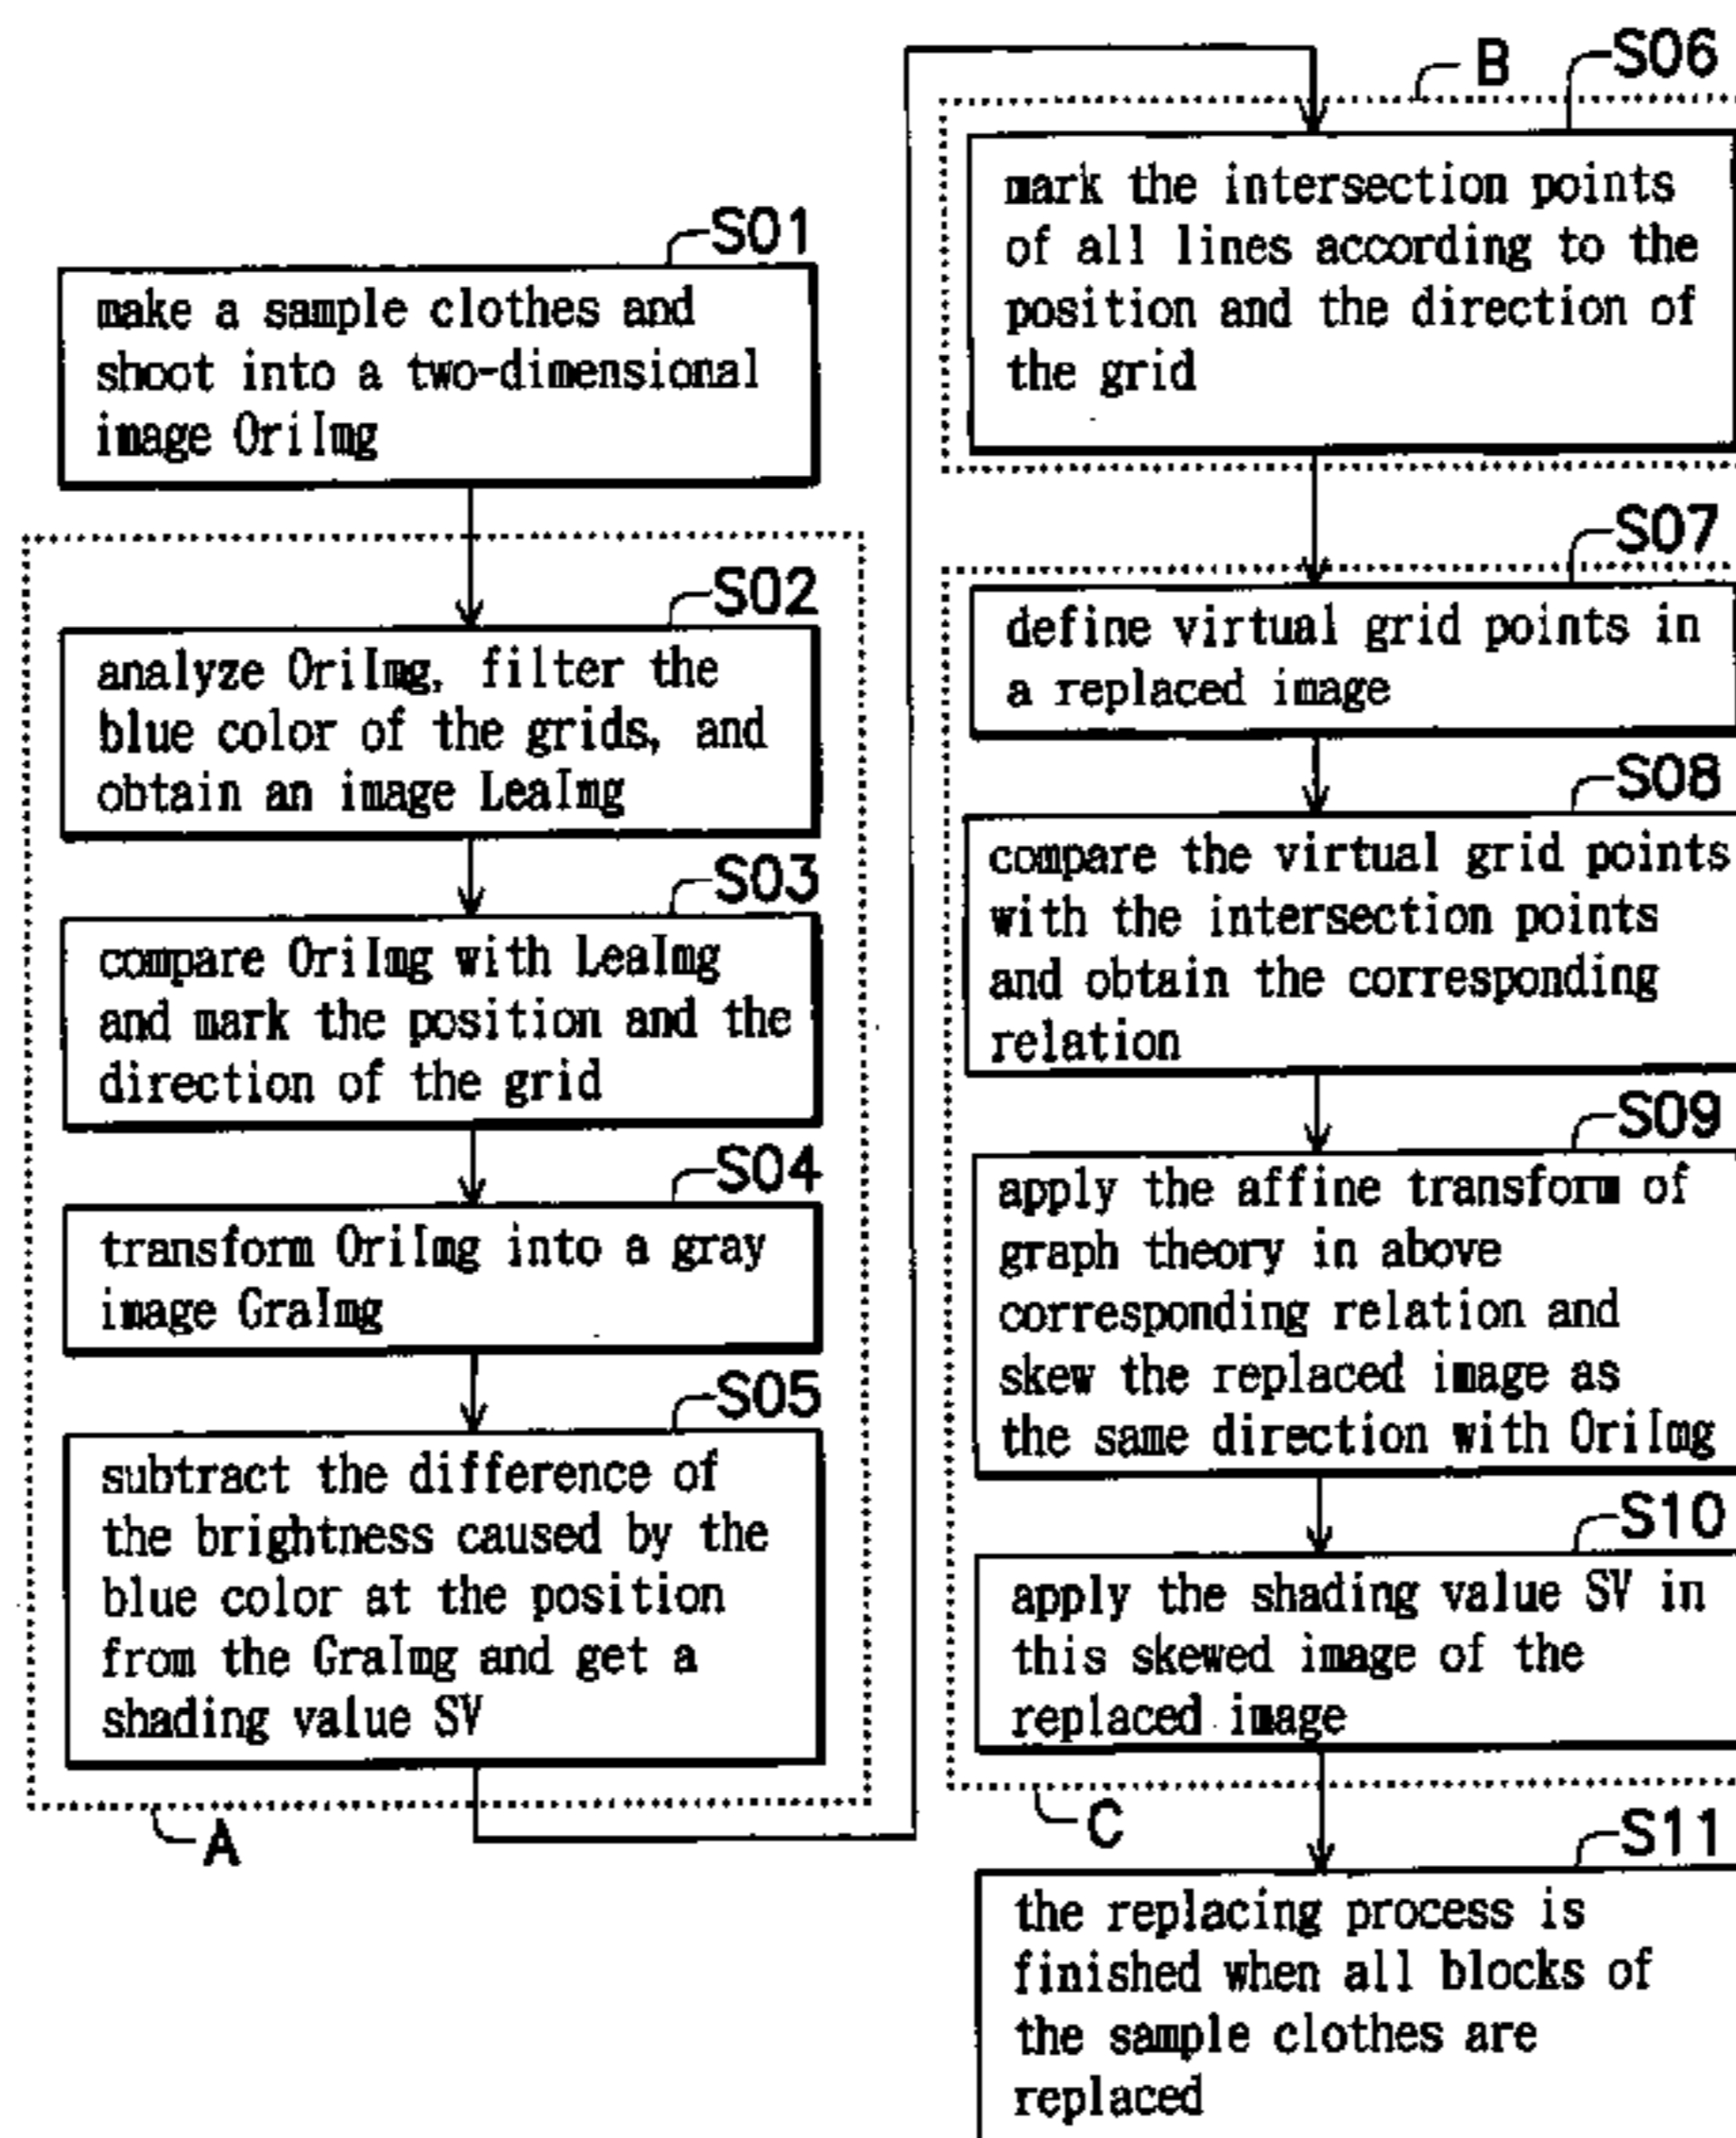 S01
make a sample clothes and
shoot into a two-dimensional
image OriImg
S02
analyze OriImg, filter the
blue color of the grids, and
obtain an image LeaImg
S03
compare OriImg with LeaImg
and mark the position and the
direction of the grid
S04
transform OriImg into a gray
image GraImg
S05
subtract the difference of
the brightness caused by the
blue color at the position
from the GraImg and get a
shading value SV
A
B
S06
mark the intersection points
of all lines according to the
position and the direction of
the grid
S07
define virtual grid points in
a replaced image
S08
compare the virtual grid points
with the intersection points
and obtain the corresponding
relation
S09
apply the affine transform of
graph theory in above
corresponding relation and
skew the replaced image as
the same direction with OriImg
S10
apply the shading value SV in
this skewed image of the
replaced image
C
S11
the replacing process is
finished when all blocks of
the sample clothes are
replaced